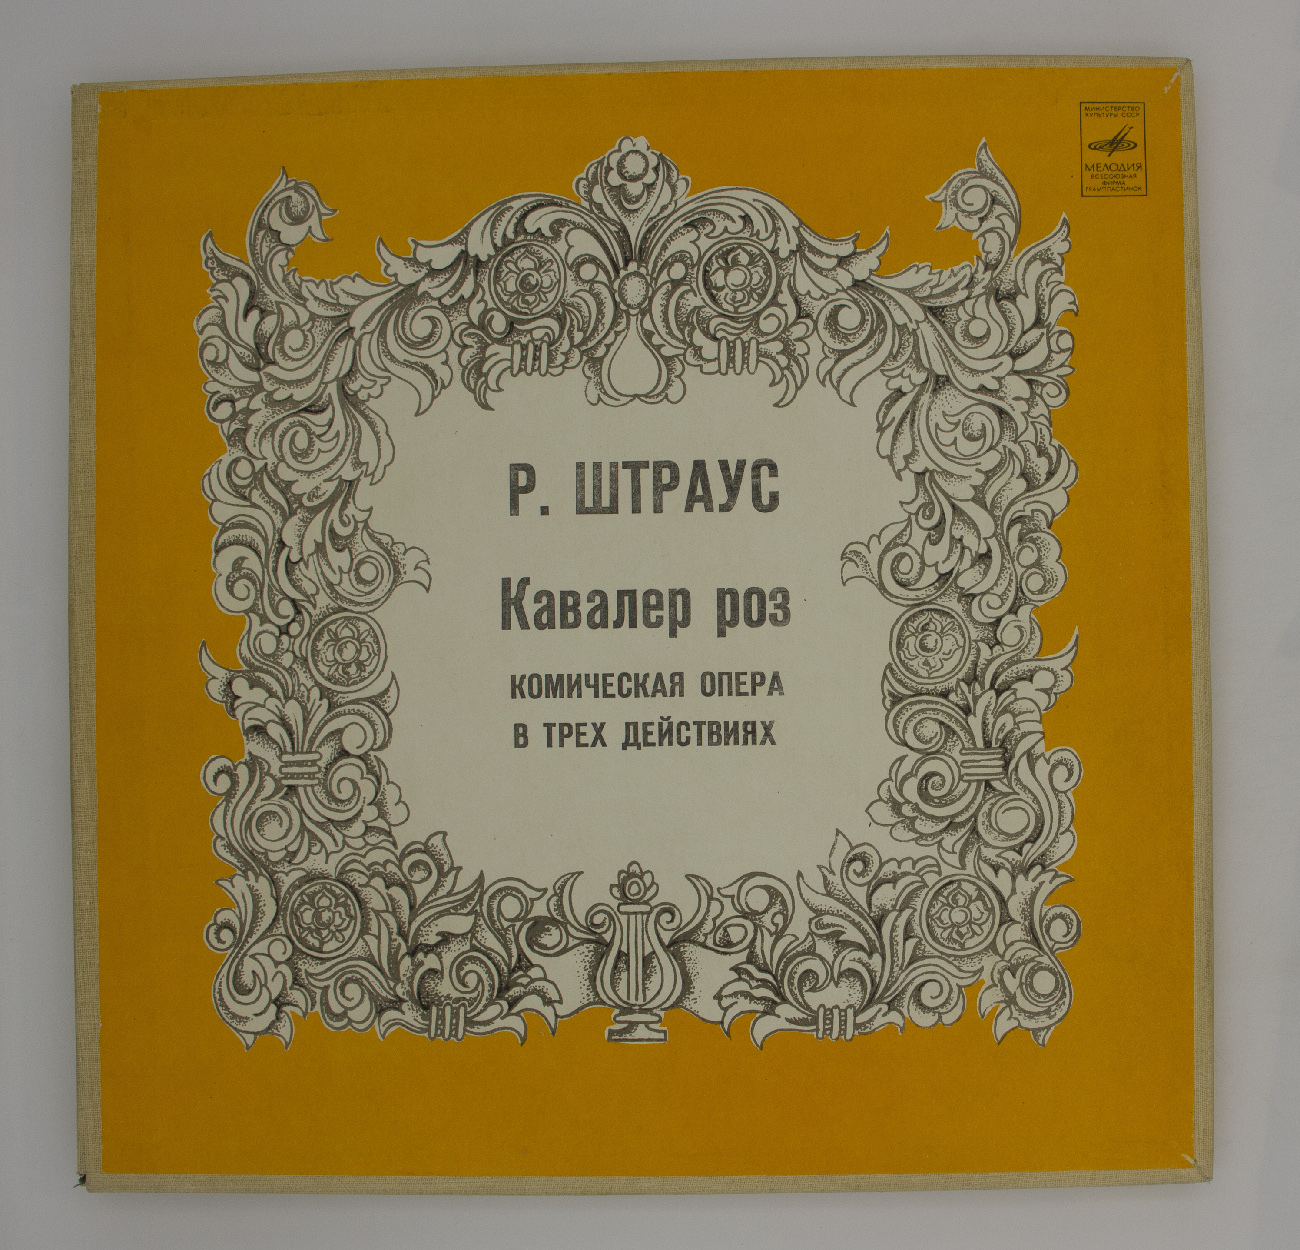 МИНИСТЕРСТВО
КУЛЬТУРЫ СССР
МЕЛОДИЯ
ВСЕСОЮЗНАЯ
ФИРМА
ГРАМПЛАСТИНОК
Р. ШТРАУС
Кавалер роз
КОМИЧЕСКАЯ ОПЕРА
В ТРЕХ ДЕЙСТВИЯХ